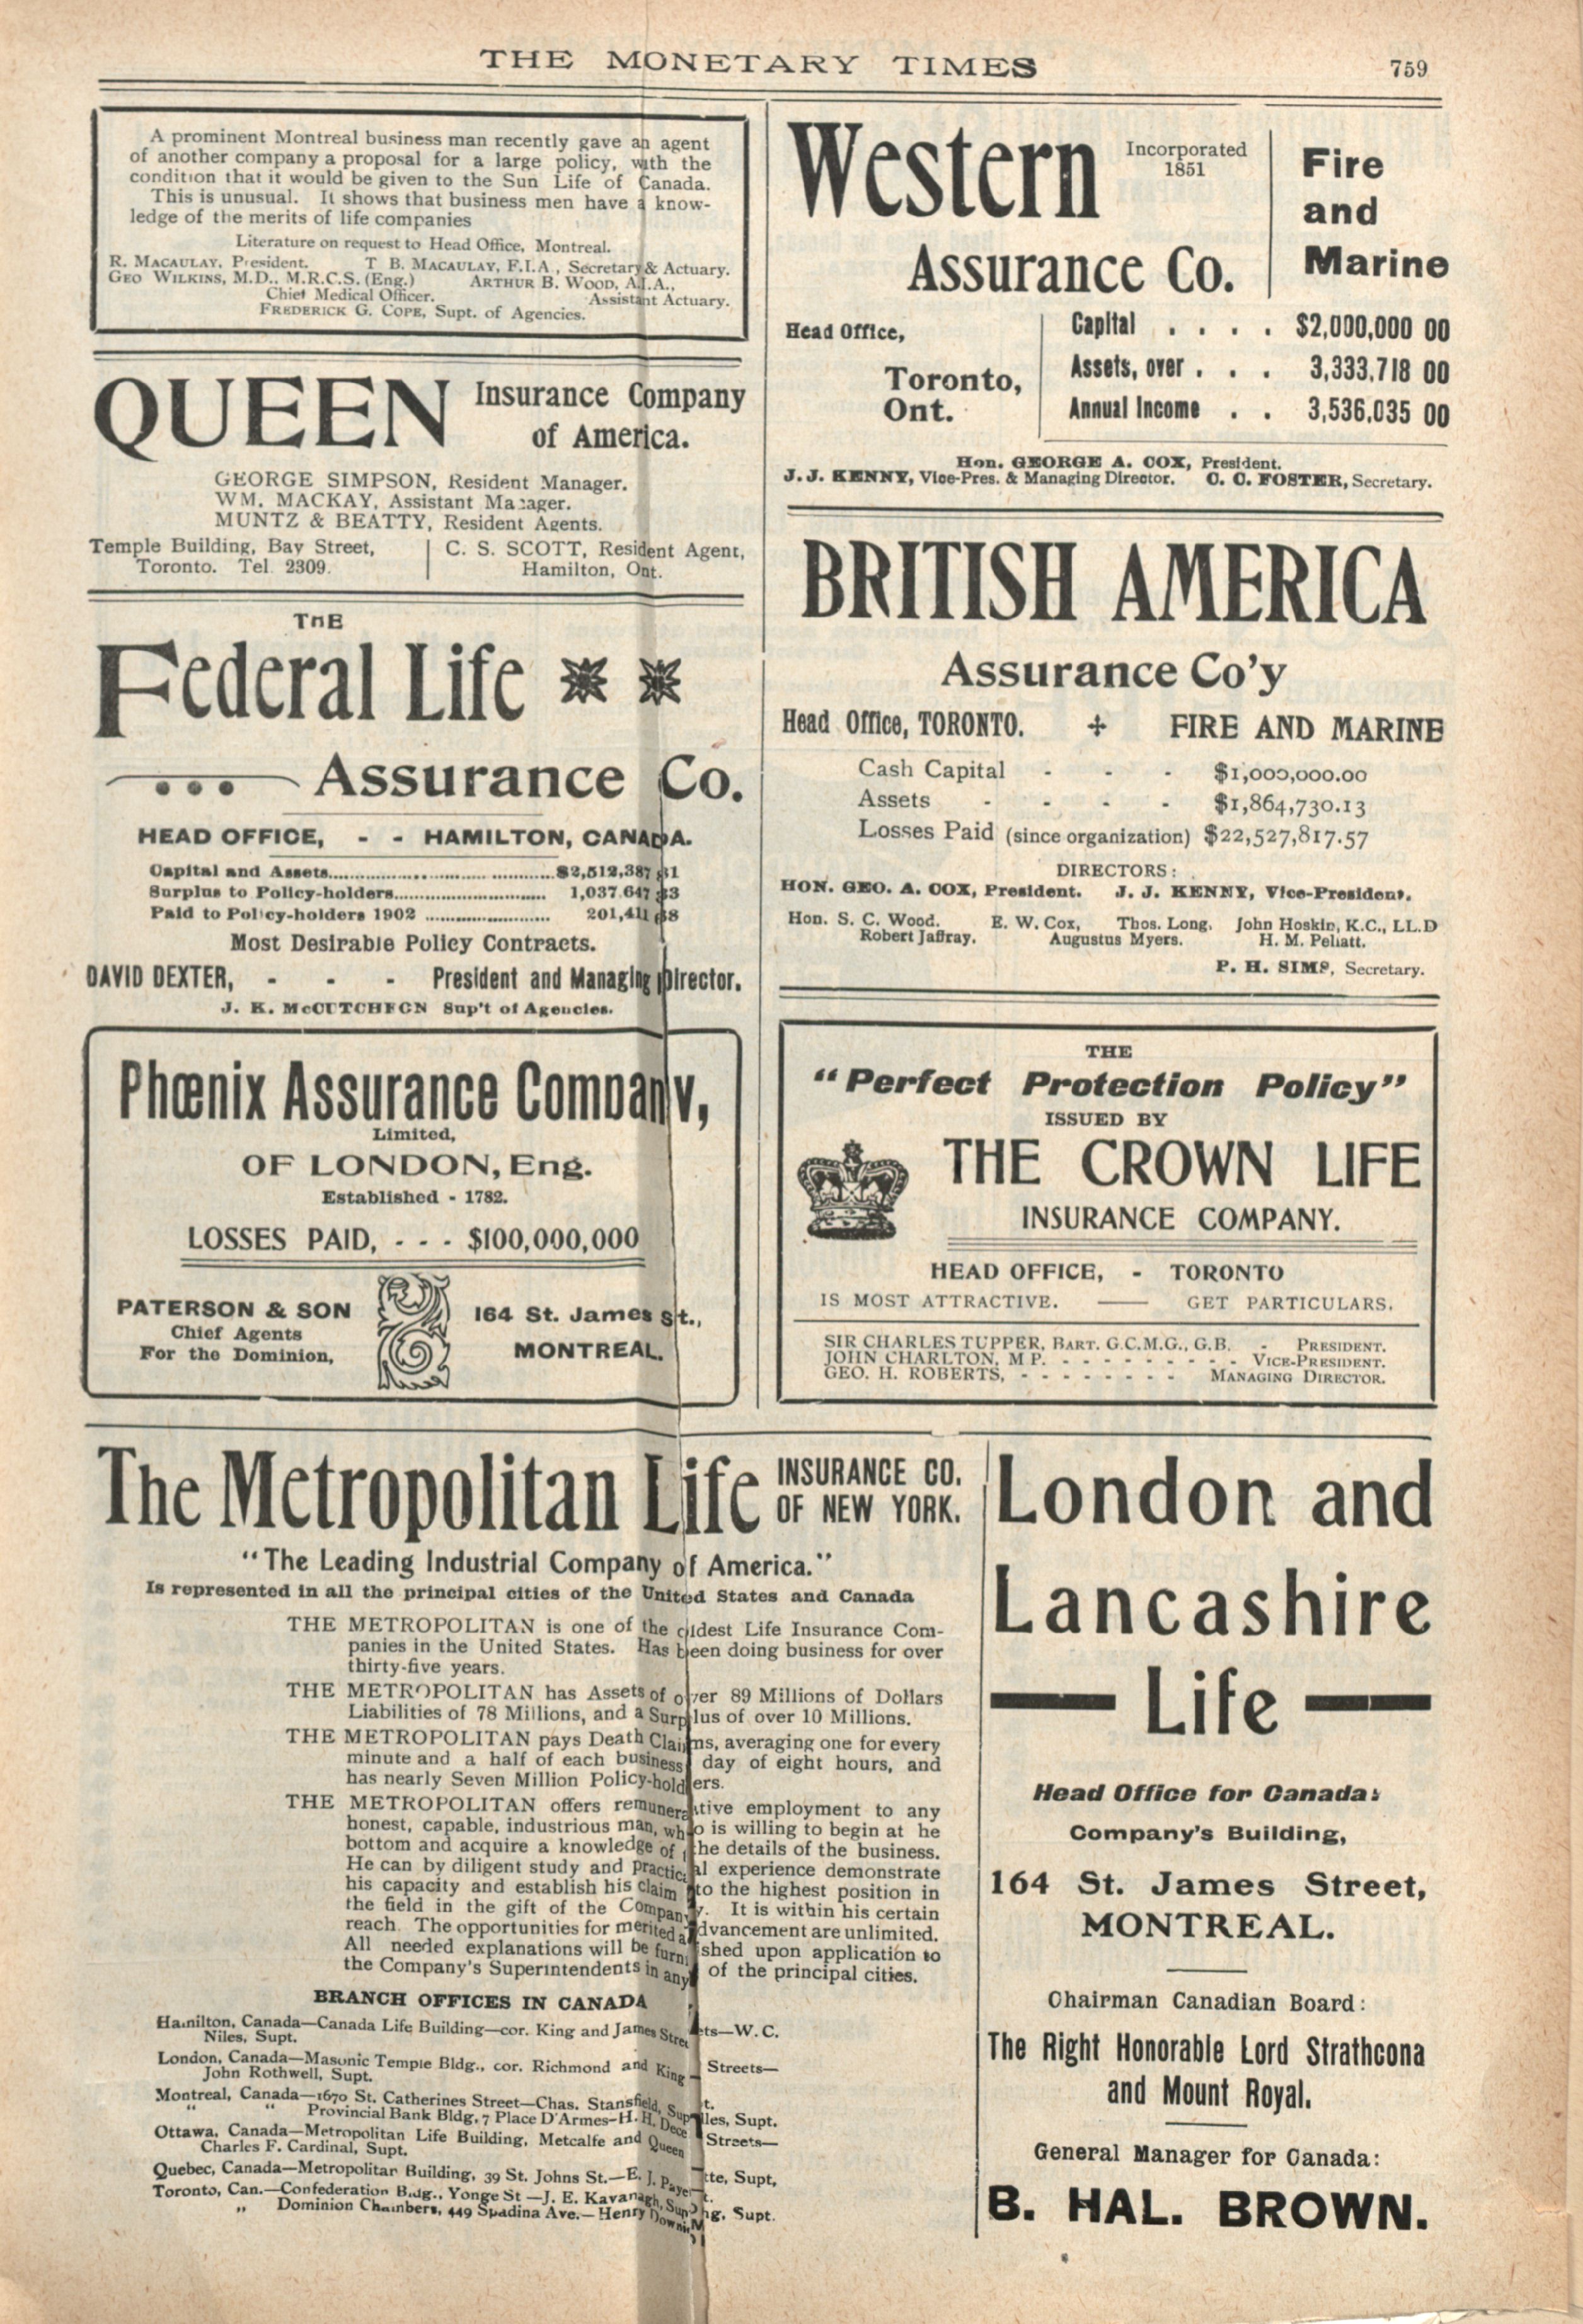 THE MONETARY TIMES
759
A prominent Montreal business man recently gave an agent
of another company a proposal for a large policy, with the
condition that it would be given to the Sun Life of Canada.
This is unusual. It shows that business men have a know-
ledge of the merits of life companies
Literature on request to Head Office, Montreal.
R. MACAULAY, President. T B. MACAULAY, F.I.A., Secretary & Actuary.
GEO WILKINS, M.D., M.R.C.S. (Eng.) ARTHUR B. WOOD, A.I.A.,
Chief Medical Officer. Assistant Actuary.
FREDERICK G. COPE, Supt. of Agencies.
QUEEN Insurance Company
of America.
GEORGE SIMPSON, Resident Manager.
WM. MACKAY, Assistant Manager.
MUNTZ & BEATTY, Resident Agents.
Temple Building, Bay Street,
Toronto. Tel 2309.
C. S. SCOTT, Resident Agent,
Hamilton, Ont.
THE
Federal Life
... Assurance Co.
HEAD OFFICE, - - HAMILTON, CANADA.
Capital and Assets.......................................$2,512,387
Surplus to Policy-holders............................ 1,037,647
Paid to Policy-holders 1902 ....................... 201,411
Most Desirable Policy Contracts.
DAVID DEXTER, - - - President and Managing Director.
J. K. McCUTCHEON Sup't of Agencies.
Phœnix Assurance Company,
Limited,
OF LONDON, Eng.
Established - 1782.
LOSSES PAID, - - - $100,000,000
PATERSON & SON
Chief Agents
For the Dominion,
164 St. James St.,
MONTREAL.
Western
Incorporated
1851
Fire
and
Marine
Assurance Co.
Head Office,
Toronto,
Ont.
Capital . . . . $2,000,000 00
Assets, over . . . 3,333,718 00
Annual Income . . 3,536,035 00
Hon. GEORGE A. COX, President.
J. J. KENNY, Vice-Pres. & Managing Director. C. C. FOSTER, Secretary.
BRITISH AMERICA
Assurance Co'y
Head Office, TORONTO. + FIRE AND MARINE
Cash Capital - - - $1,000,000.00
Assets - - - - $1,864,730.13
Losses Paid (since organization) $22,527,817.57
DIRECTORS:
HON. GEO. A. COX, President. J. J. KENNY, Vice-President.
Hon. S. C. Wood. E. W. Cox, Thos. Long. John Hoskin, K.C., LL.D
Robert Jaffray. Augustus Myers. H. M. Pellatt.
P. H. SIMS, Secretary.
THE
“Perfect Protection Policy”
ISSUED BY
THE CROWN LIFE
INSURANCE COMPANY.
HEAD OFFICE, - TORONTO
IS MOST ATTRACTIVE. —— GET PARTICULARS.
SIR CHARLES TUPPER, BART. G.C.M.G., G.B. - PRESIDENT.
JOHN CHARLTON, M P. - - - - - - - - - VICE-PRESIDENT.
GEO. H. ROBERTS, - - - - - - - - MANAGING DIRECTOR.
The Metropolitan Life INSURANCE CO.
OF NEW YORK.
“The Leading Industrial Company of America.”
Is represented in all the principal cities of the United States and Canada
THE METROPOLITAN is one of the oldest Life Insurance Com-
panies in the United States. Has been doing business for over
thirty-five years.
THE METROPOLITAN has Assets of over 89 Millions of Dollars
Liabilities of 78 Millions, and a Surplus of over 10 Millions.
THE METROPOLITAN pays Death Claims, averaging one for every
minute and a half of each business day of eight hours, and
has nearly Seven Million Policy-holders.
THE METROPOLITAN offers remunerative employment to any
honest, capable, industrious man, who is willing to begin at he
bottom and acquire a knowledge of the details of the business.
He can by diligent study and practical experience demonstrate
his capacity and establish his claim to the highest position in
the field in the gift of the Company. It is within his certain
reach. The opportunities for merited advancement are unlimited.
All needed explanations will be furnished upon application to
the Company's Superintendents in any of the principal cities.
BRANCH OFFICES IN CANADA
Hamilton, Canada—Canada Life Building—cor. King and James Streets—W. C.
Niles, Supt.
London, Canada—Masonic Temple Bldg., cor. Richmond and King Streets—
John Rothwell, Supt.
Montreal, Canada—1670 St. Catherines Street—Chas. Stansfield, Supt.
" " Provincial Bank Bldg, 7 Place D'Armes—H. H. Decelles, Supt.
Ottawa, Canada—Metropolitan Life Building, Metcalfe and Queen Streets—
Charles F. Cardinal, Supt.
Quebec, Canada—Metropolitan Building, 39 St. Johns St.—E. J. Payette, Supt,
Toronto, Can.—Confederation Bldg., Yonge St—J. E. Kavanagh, Supt.
" Dominion Chambers, 449 Spadina Ave.—Henry Downing, Supt.
London and
Lancashire
Life
Head Office for Canada:
Company's Building,
164 St. James Street,
MONTREAL.
Chairman Canadian Board:
The Right Honorable Lord Strathcona
and Mount Royal.
General Manager for Canada:
B. HAL. BROWN.